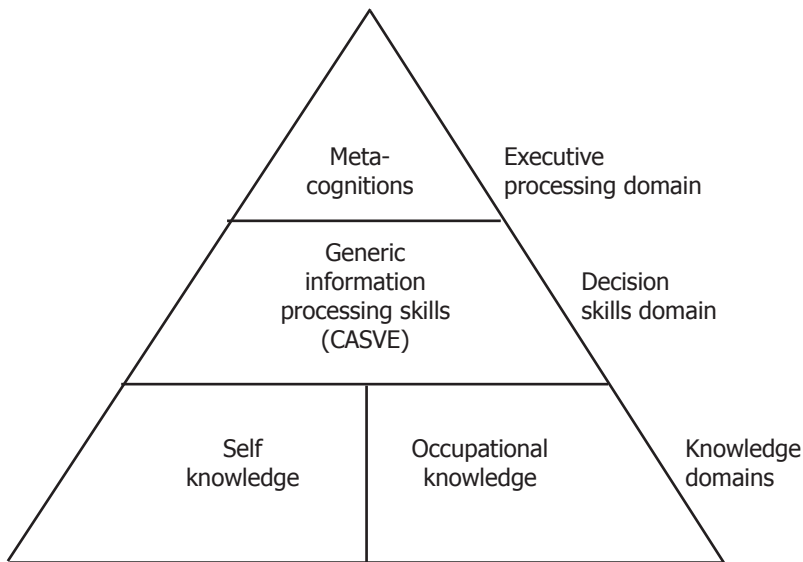 Meta-
cognitions
Executive
processing domain
Generic
information
processing skills
(CASVE)
Decision
skills domain
Self
knowledge
Occupational
knowledge
Knowledge
domains